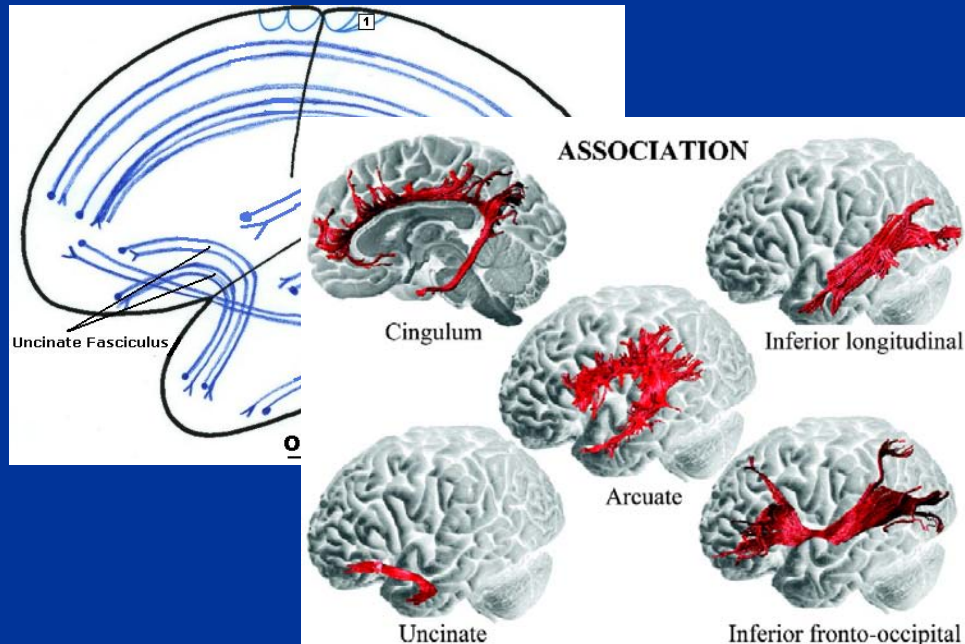 1
Uncinate Fasciculus
O
ASSOCIATION
Cingulum
Inferior longitudinal
Arcuate
Uncinate
Inferior fronto-occipital